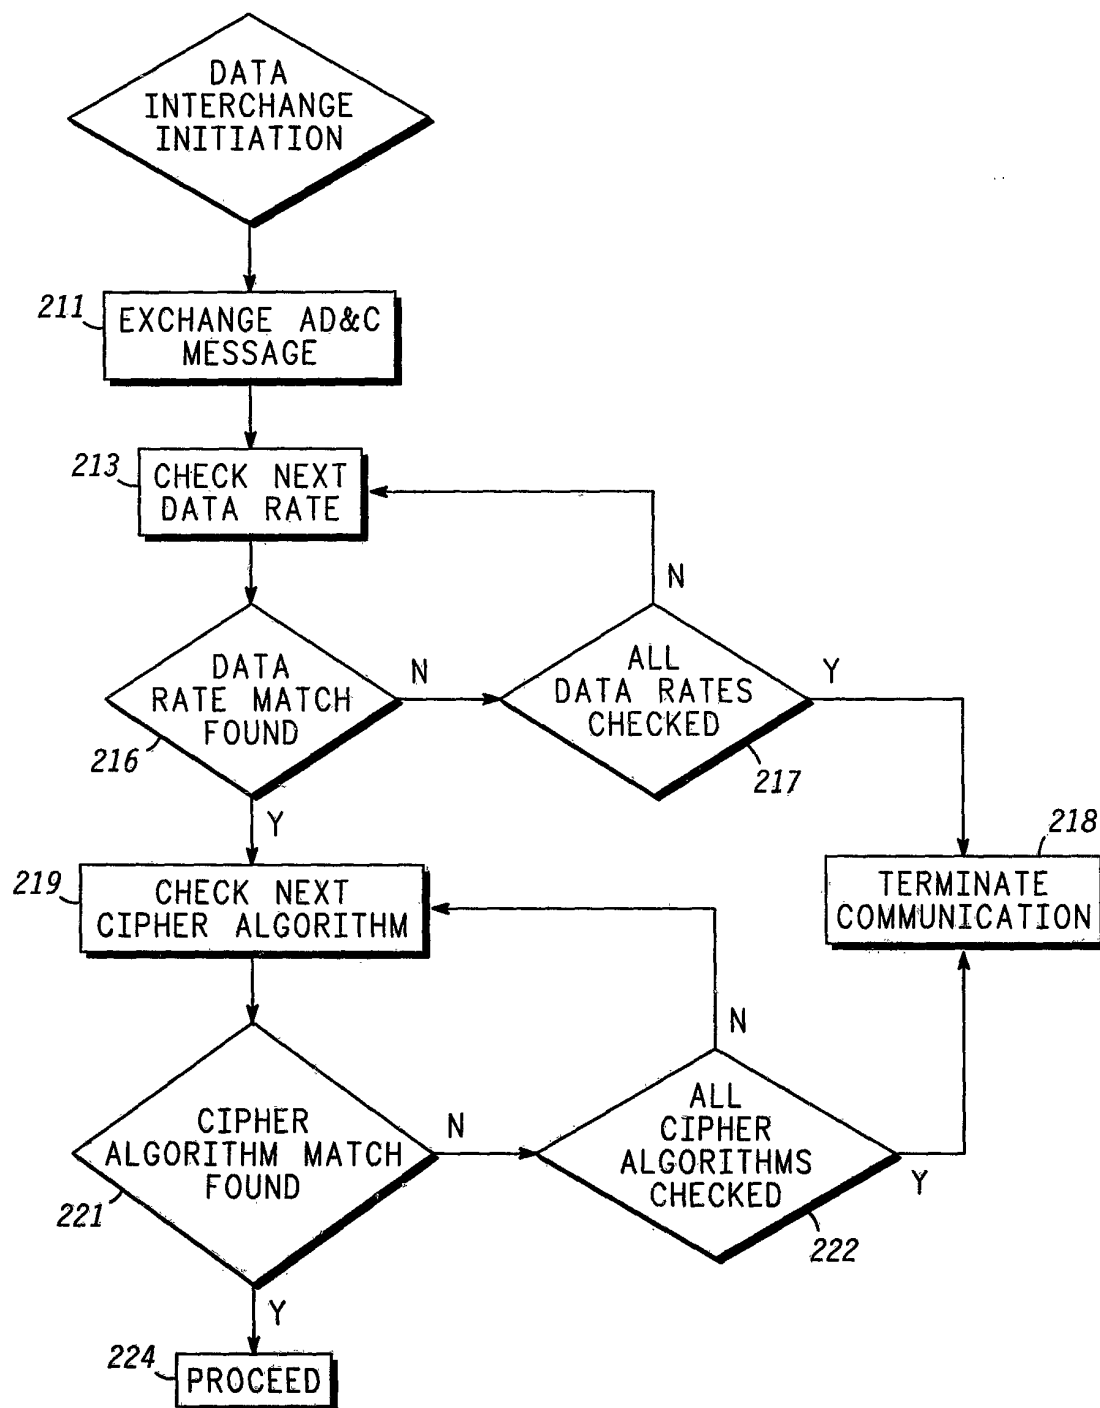 DATA
INTERCHANGE
INITIATION
211
EXCHANGE AD&C
MESSAGE
213
CHECK NEXT
DATA RATE
N
DATA
RATE MATCH
FOUND
216
N
ALL
DATA RATES
CHECKED
217
Y
Y
218
TERMINATE
COMMUNICATION
219
CHECK NEXT
CIPHER ALGORITHM
N
CIPHER
ALGORITHM MATCH
FOUND
221
N
ALL
CIPHER
ALGORITHMS
CHECKED
222
Y
Y
224
PROCEED